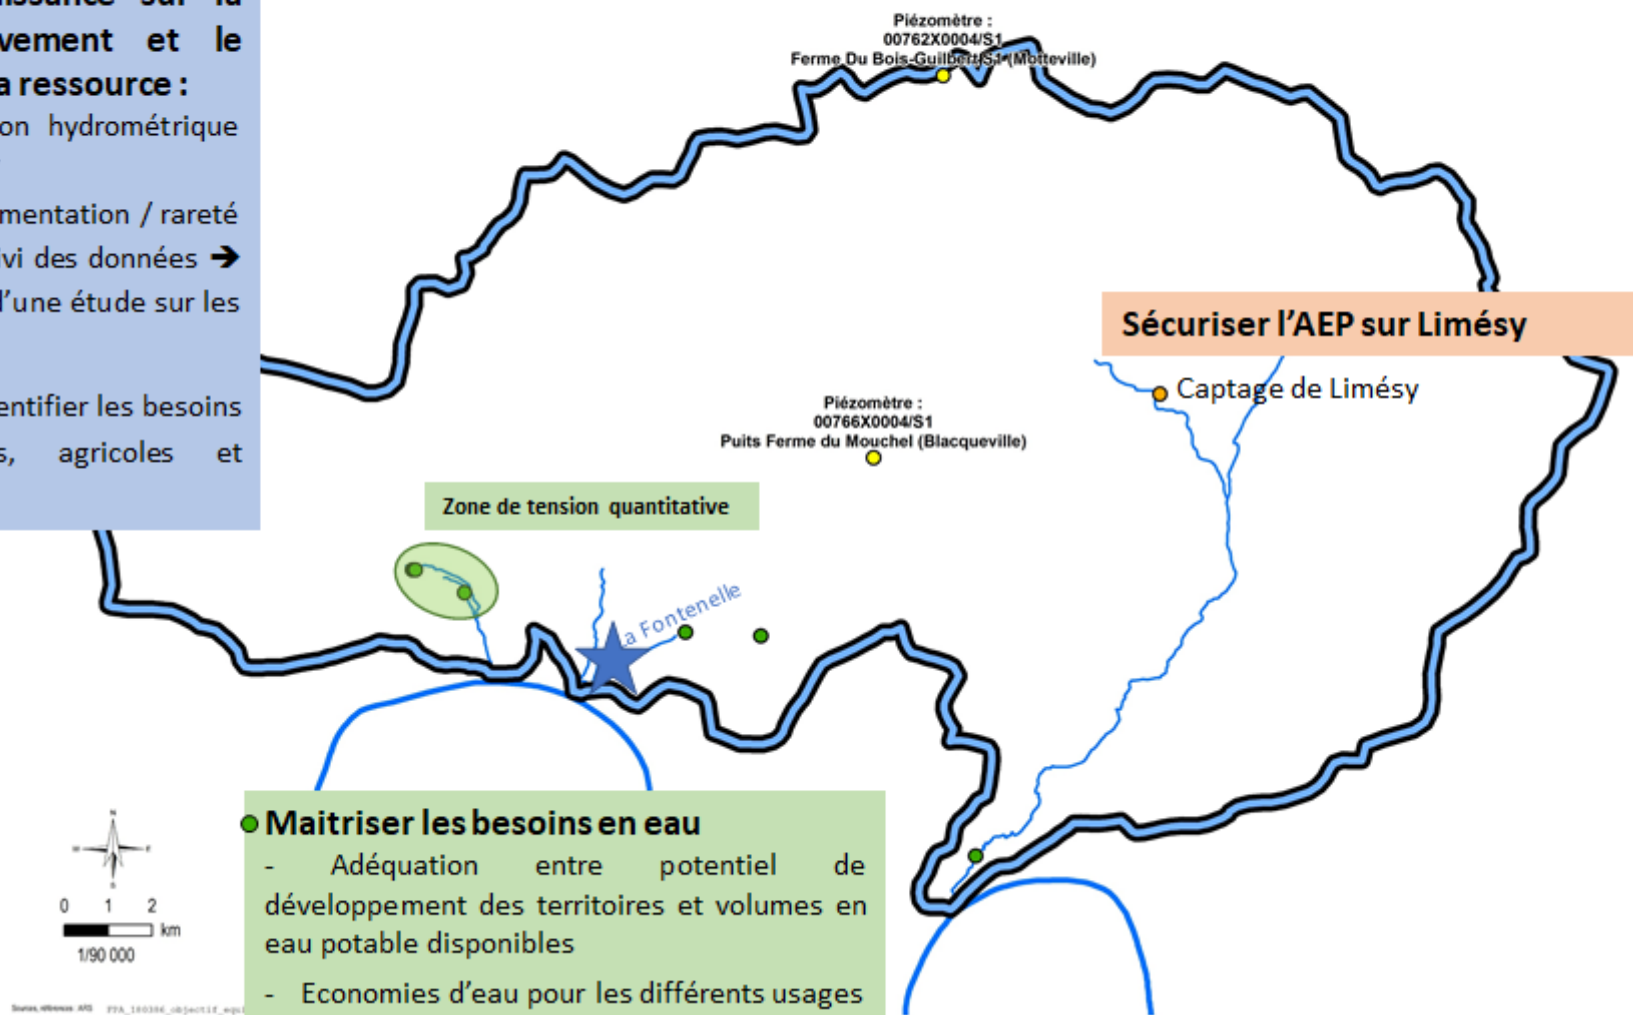 vement et le
a ressource :
on hydrométrique
mentation / rareté
ivi des données ➔
d'une étude sur les
entifier les besoins
s, agricoles et
Piézomètre :
00762X0004/S1
Ferme Du Bois-Guilbert S1 (Motteville)
Sécuriser l'AEP sur Limésy
Captage de Limésy
Piézomètre :
00766X0004/S1
Puits Ferme du Mouchel (Blacqueville)
Zone de tension quantitative
a Fontenelle
Maitriser les besoins en eau
- Adéquation entre potentiel de
développement des territoires et volumes en
eau potable disponibles
- Economies d'eau pour les différents usages
N
S
0 1 2
km
1/90 000